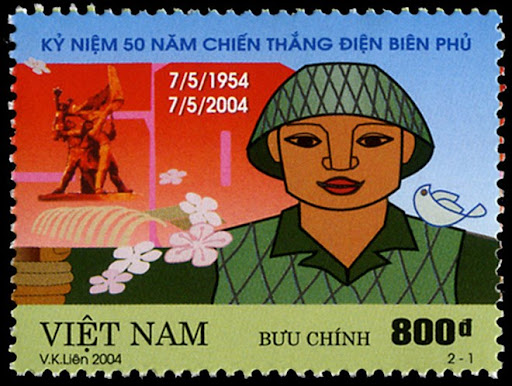 KỶ NIỆM 50 NĂM CHIẾN THẮNG ĐIỆN BIÊN PHỦ
7/5/1954
7/5/2004
VIỆT NAM BƯU CHÍNH 800đ
V.K.Liên 2004 2 - 1